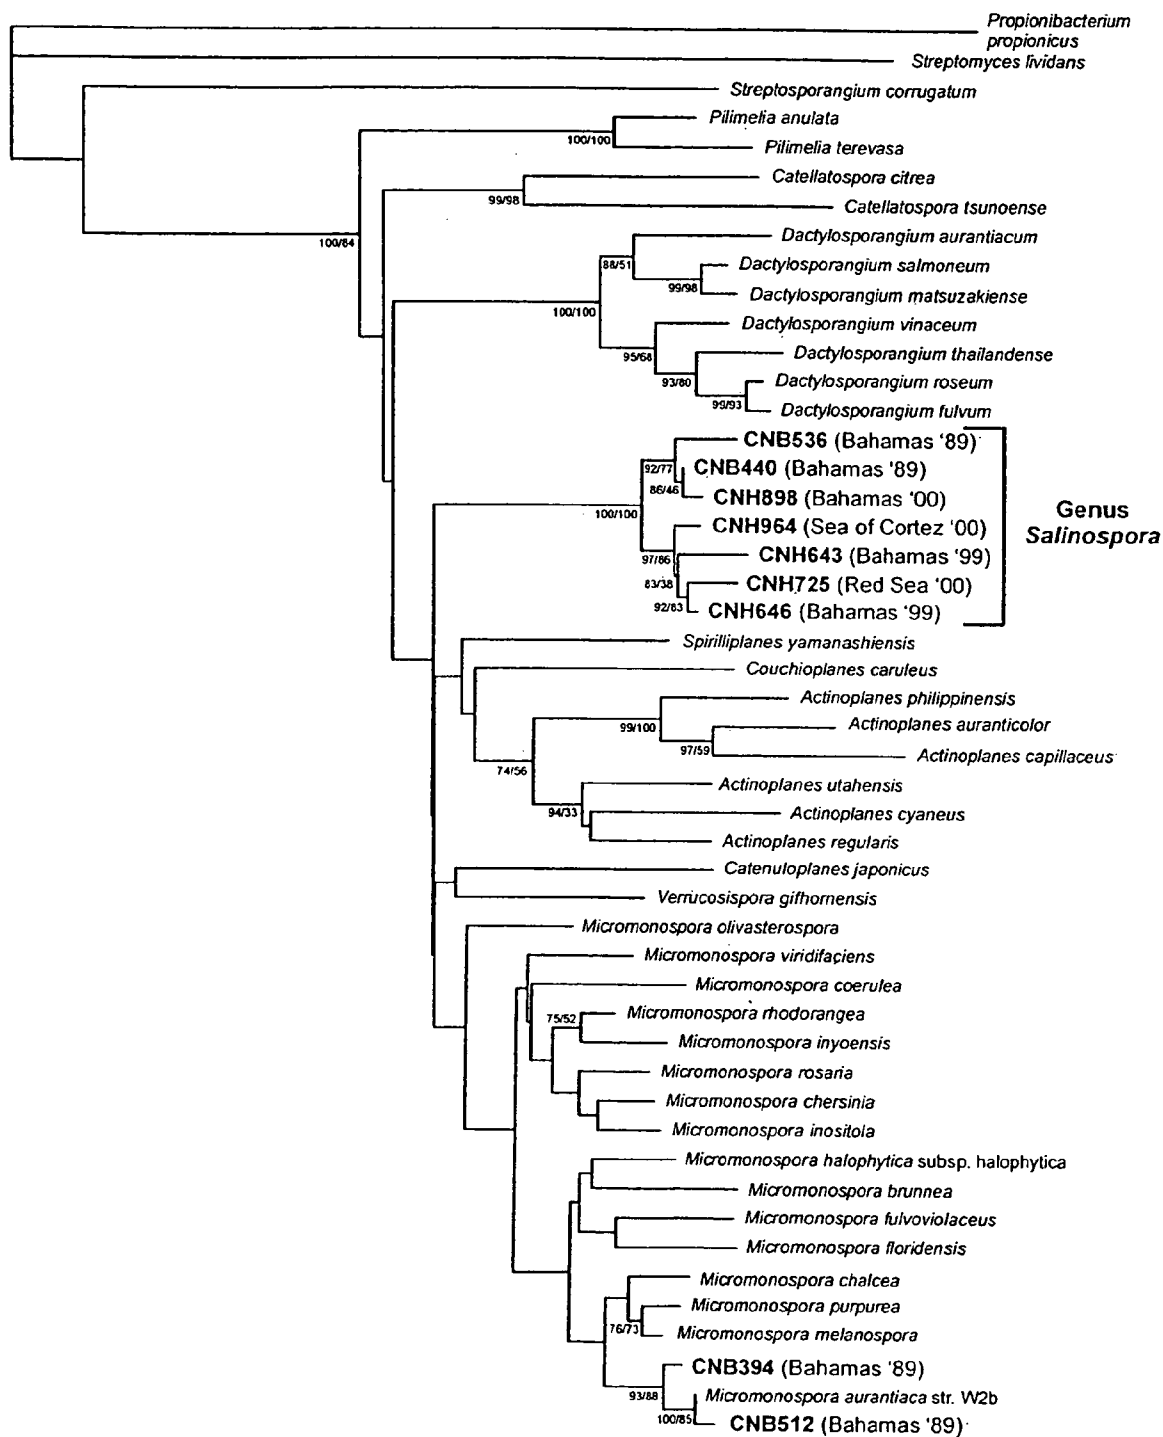 Propionibacterium
propionicus
Streptomyces lividans
Streptosporangium corrugatum
Pilimelia anulata
100/100
Pilimelia terevasa
Catellatospora citrea
99/98
Catellatospora tsunoense
100/84
Dactylosporangium aurantiacum
88/51
Dactylosporangium salmoneum
99/98
Dactylosporangium matsuzakiense
100/100
Dactylosporangium vinaceum
95/68
Dactylosporangium thailandense
93/80
Dactylosporangium roseum
99/93
Dactylosporangium fulvum
CNB536 (Bahamas '89)
92/77
CNB440 (Bahamas '89)
86/46
CNH898 (Bahamas '00)
100/100
Genus
Salinospora
CNH964 (Sea of Cortez '00)
97/86
CNH643 (Bahamas '99)
83/38
CNH725 (Red Sea '00)
92/63
CNH646 (Bahamas '99)
Spirilliplanes yamanashiensis
Couchioplanes caruleus
Actinoplanes philippinensis
99/100
Actinoplanes auranticolor
97/59
Actinoplanes capillaceus
74/56
Actinoplanes utahensis
94/33
Actinoplanes cyaneus
Actinoplanes regularis
Catenuloplanes japonicus
Verrucosispora gifhornensis
Micromonospora olivasterospora
Micromonospora viridifaciens
Micromonospora coerulea
75/52
Micromonospora rhodorangea
Micromonospora inyoensis
Micromonospora rosaria
Micromonospora chersinia
Micromonospora inositola
Micromonospora halophytica subsp. halophytica
Micromonospora brunnea
Micromonospora fulvoviolaceus
Micromonospora floridensis
Micromonospora chalcea
Micromonospora purpurea
76/73
Micromonospora melanospora
CNB394 (Bahamas '89)
93/88
Micromonospora aurantiaca str. W2b
100/85
CNB512 (Bahamas '89)